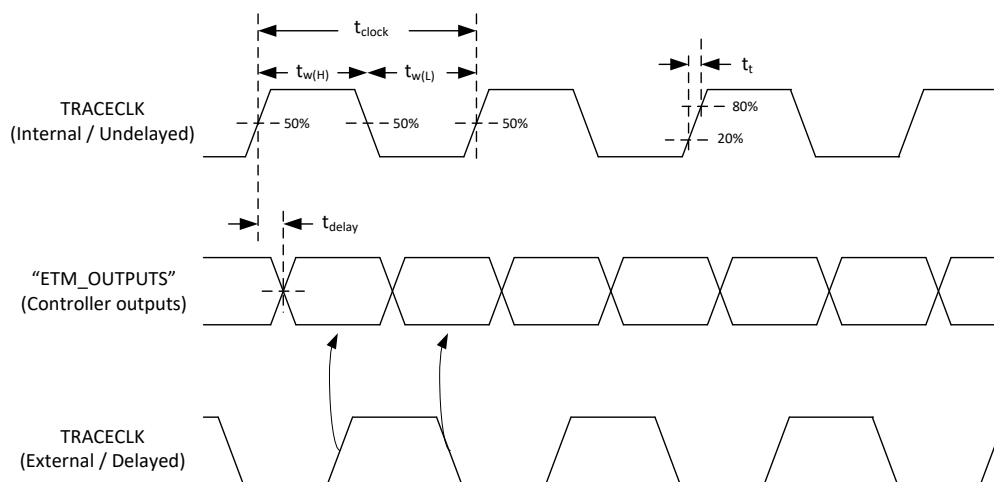 t_clock
t_w(H)
t_w(L)
t_t
TRACECLK
(Internal / Undelayed)
50%
50%
50%
80%
20%
t_delay
“ETM_OUTPUTS”
(Controller outputs)
TRACECLK
(External / Delayed)